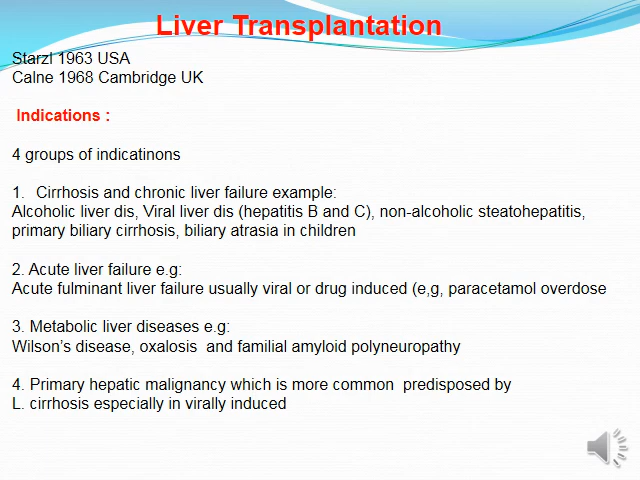 Liver Transplantation
Starzl 1963 USA
Calne 1968 Cambridge UK
Indications :
4 groups of indicatinons
1. Cirrhosis and chronic liver failure example:
Alcoholic liver dis, Viral liver dis (hepatitis B and C), non-alcoholic steatohepatitis,
primary biliary cirrhosis, biliary atrasia in children
2. Acute liver failure e.g:
Acute fulminant liver failure usually viral or drug induced (e,g, paracetamol overdose
3. Metabolic liver diseases e.g:
Wilson's disease, oxalosis and familial amyloid polyneuropathy
4. Primary hepatic malignancy which is more common predisposed by
L. cirrhosis especially in virally induced